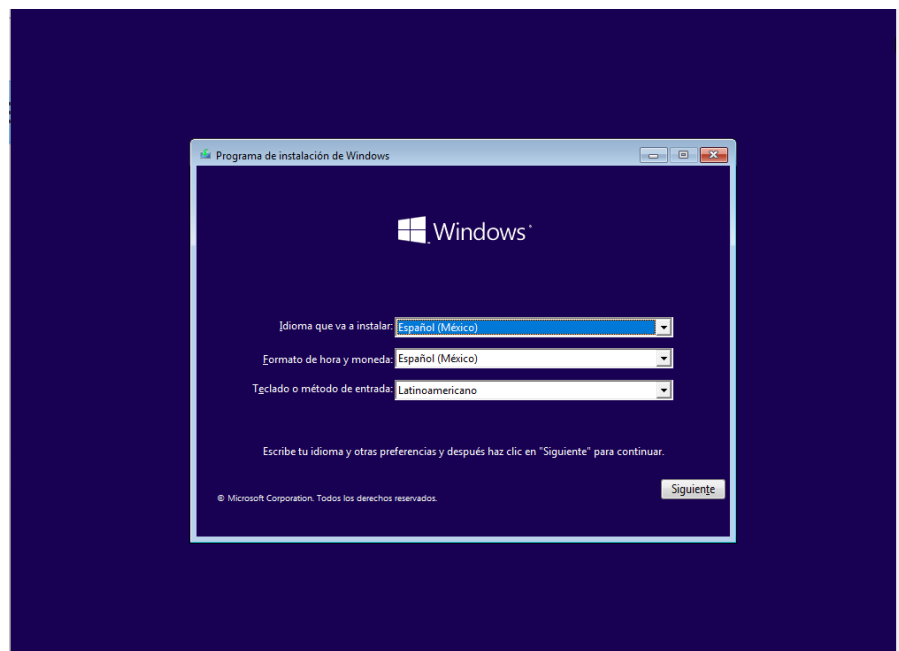 Programa de instalación de Windows
Windows
Idioma que va a instalar: Español (México)
Formato de hora y moneda: Español (México)
Teclado o método de entrada: Latinoamericano
Escribe tu idioma y otras preferencias y después haz clic en "Siguiente" para continuar.
Siguiente
© Microsoft Corporation. Todos los derechos reservados.